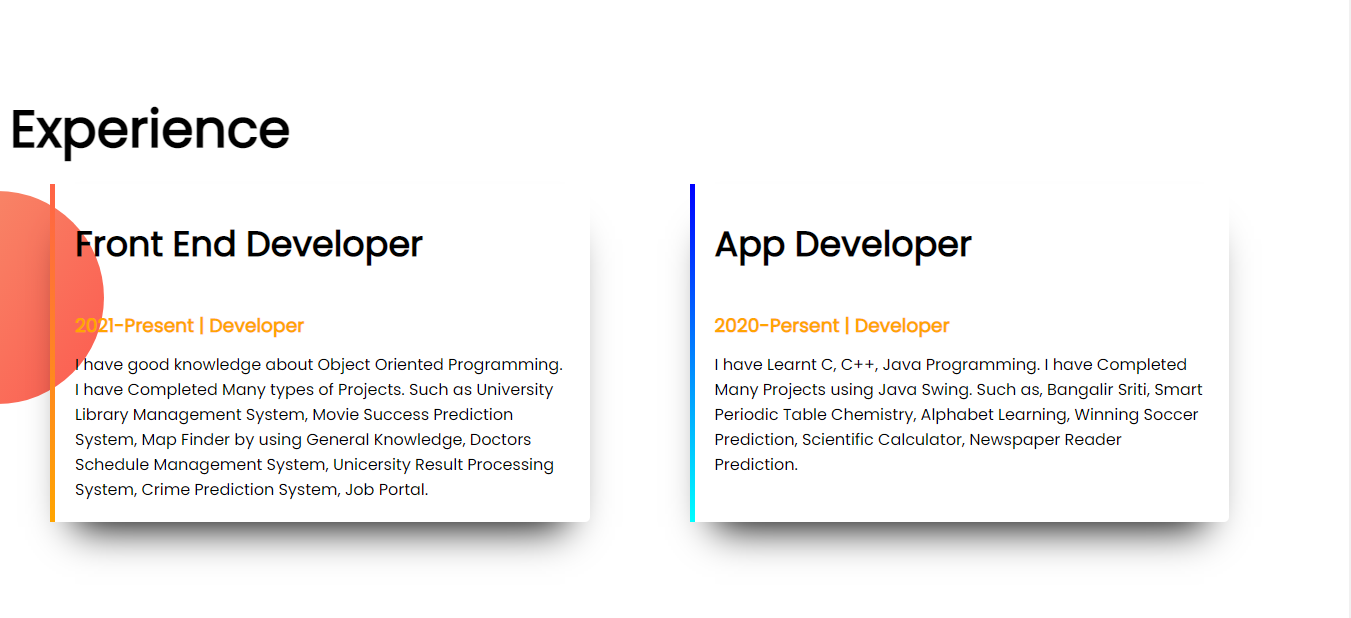 Experience
Front End Developer
2021-Present | Developer
I have good knowledge about Object Oriented Programming.
I have Completed Many types of Projects. Such as University
Library Management System, Movie Success Prediction
System, Map Finder by using General Knowledge, Doctors
Schedule Management System, Unicersity Result Processing
System, Crime Prediction System, Job Portal.
App Developer
2020-Persent | Developer
I have Learnt C, C++, Java Programming. I have Completed
Many Projects using Java Swing. Such as, Bangalir Sriti, Smart
Periodic Table Chemistry, Alphabet Learning, Winning Soccer
Prediction, Scientific Calculator, Newspaper Reader
Prediction.